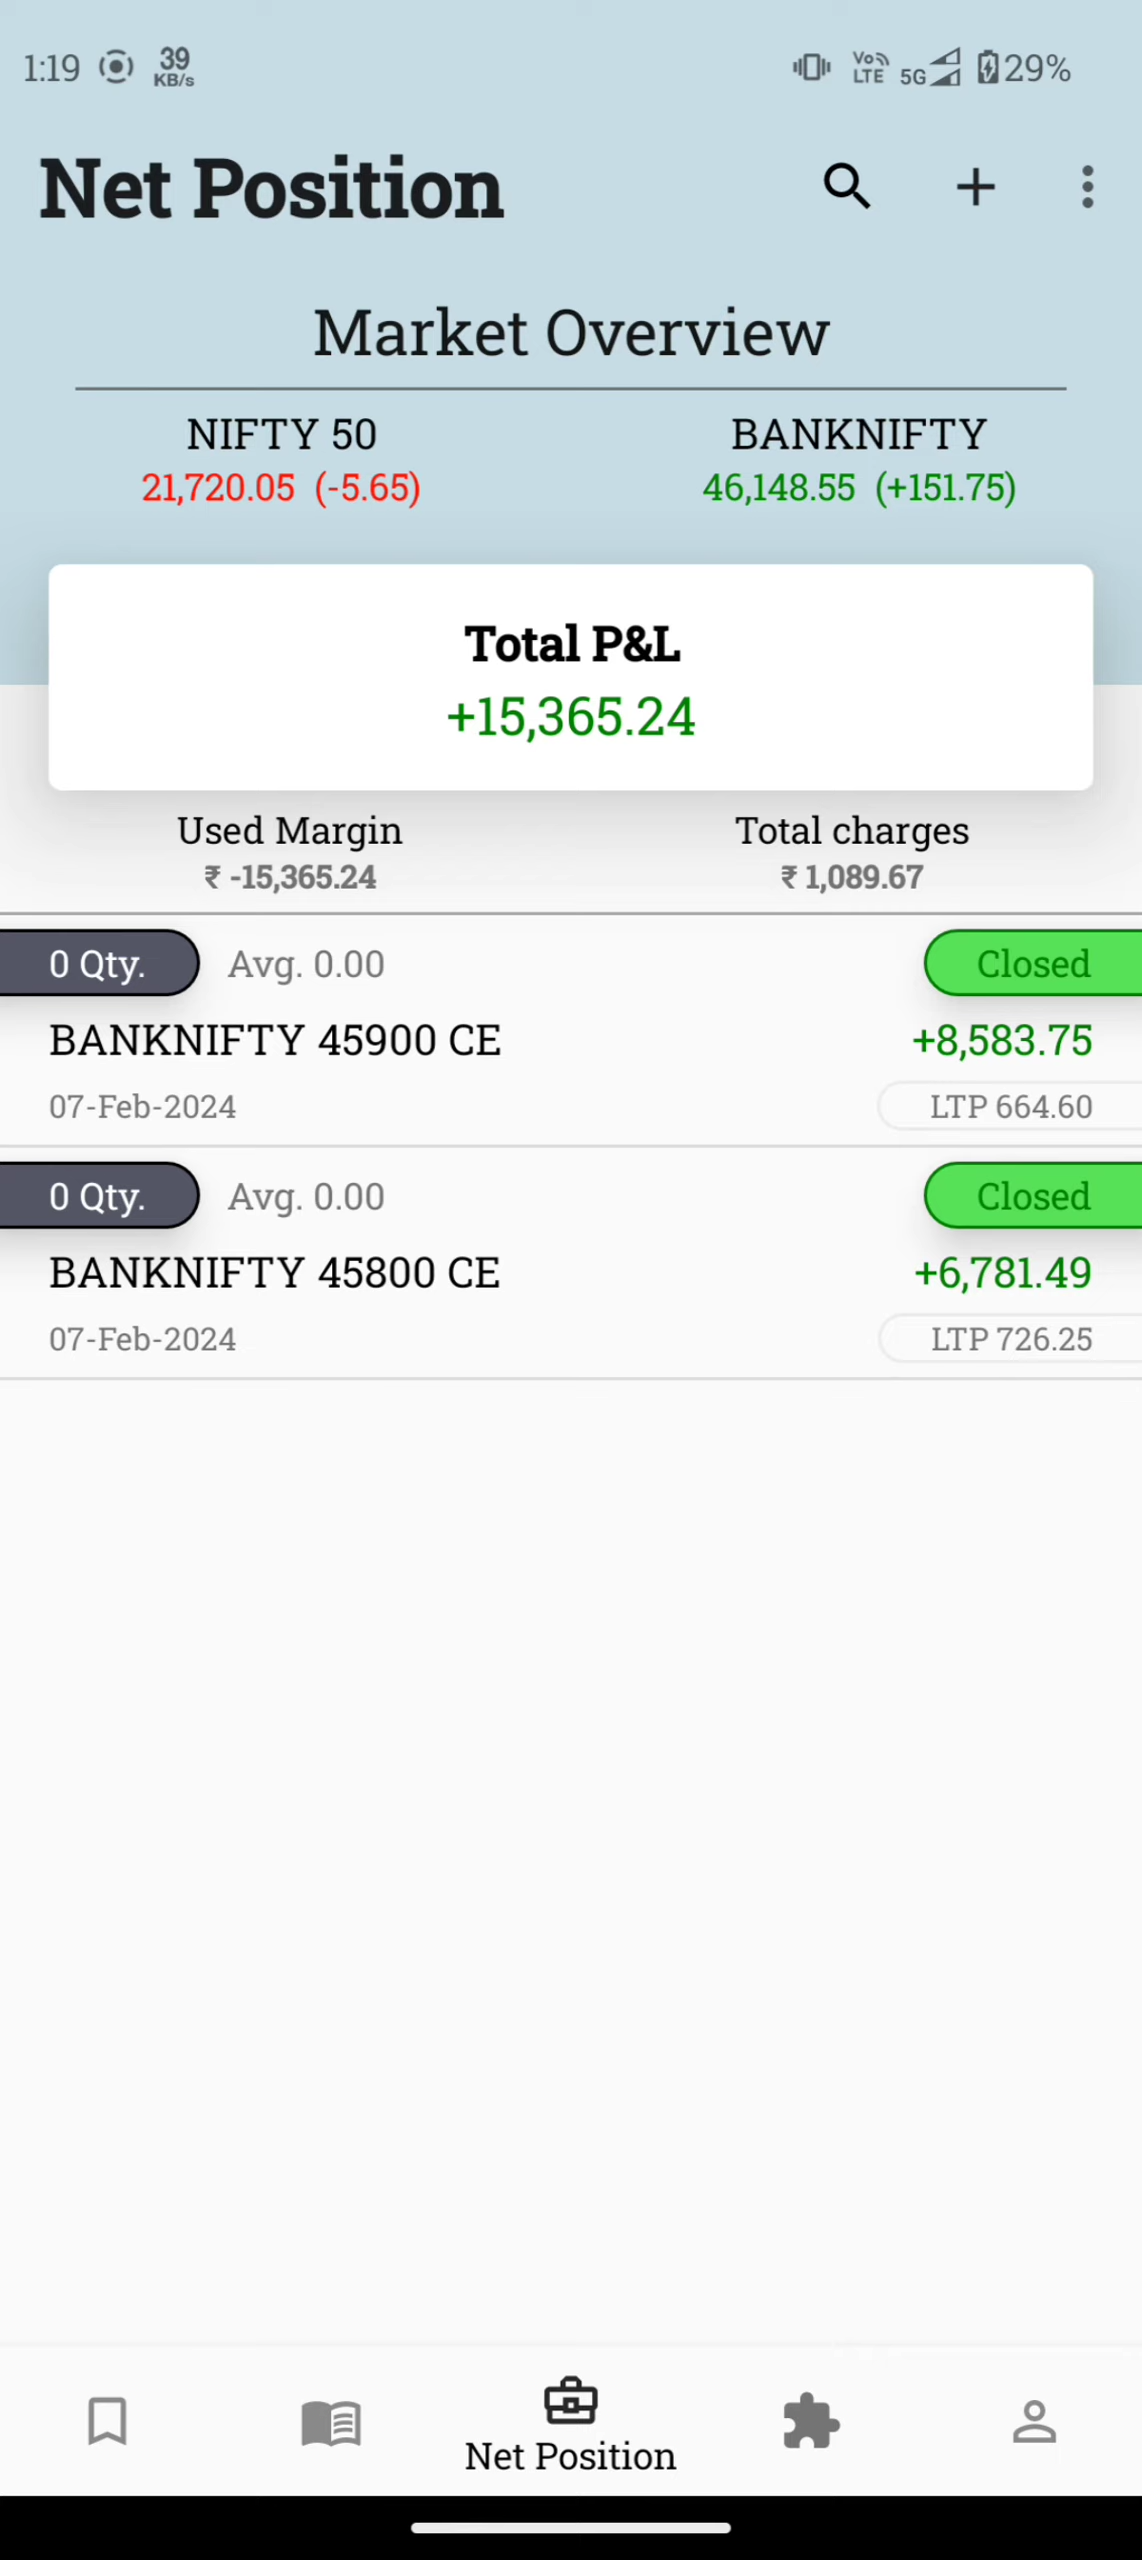 1:19 39 KB/s Vo LTE 5G 29%
Net Position
Market Overview
NIFTY 50 BANKNIFTY
21,720.05 (-5.65) 46,148.55 (+151.75)
Total P&L
+15,365.24
Used Margin Total charges
₹ -15,365.24 ₹ 1,089.67
0 Qty. Avg. 0.00 Closed
BANKNIFTY 45900 CE +8,583.75
07-Feb-2024 LTP 664.60
0 Qty. Avg. 0.00 Closed
BANKNIFTY 45800 CE +6,781.49
07-Feb-2024 LTP 726.25
Net Position